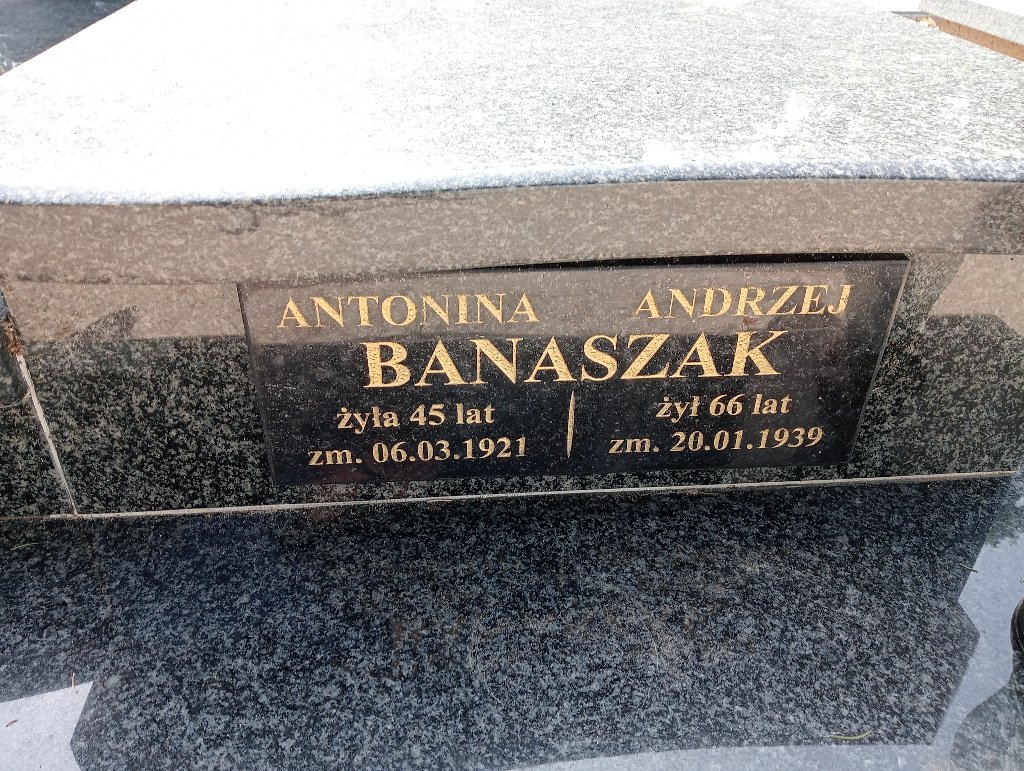 ANTONINA ANDRZEJ
BANASZAK
żyła 45 lat żył 66 lat
zm. 06.03.1921 zm. 20.01.1939